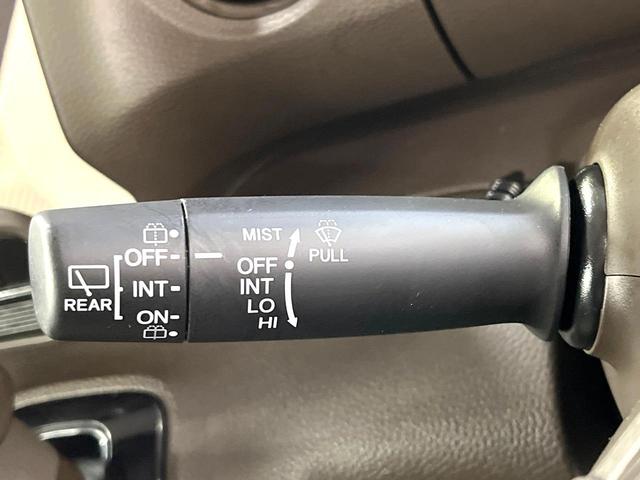 MIST
PULL
OFF
INT
LO
HI
REAR
OFF
INT
ON